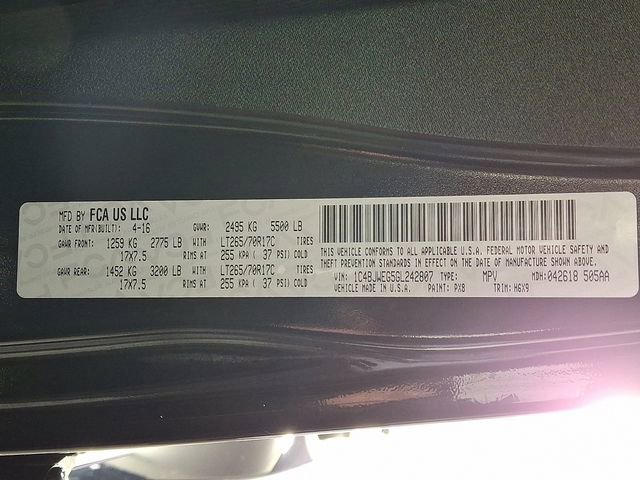 MFD BY FCA US LLC
DATE OF MFR(BUILT): 4-16 GVWR: 2495 KG 5500 LB
GAWR FRONT: 1259 KG 2775 LB WITH LT265/70R17C TIRES
17X7.5 RIMS AT 255 KPA ( 37 PSI) COLD
GAWR REAR: 1452 KG 3200 LB WITH LT265/70R17C TIRES
17X7.5 RIMS AT 255 KPA ( 37 PSI) COLD
THIS VEHICLE CONFORMS TO ALL APPLICABLE U.S.A. FEDERAL MOTOR VEHICLE SAFETY AND
THEFT PREVENTION STANDARDS IN EFFECT ON THE DATE OF MANUFACTURE SHOWN ABOVE.
VIN: 1C4BJWEG5GL242807 TYPE: MPV MDH: 042618 505AA
VEHICLE MADE IN U.S.A. PAINT: PX8 TRIM: H6X9